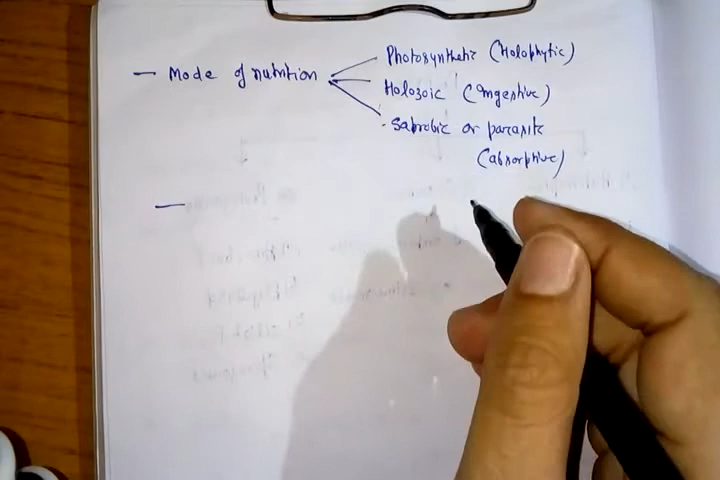 — Mode of nutrition
Photosynthetic (Holophytic)
Holozoic (Ingestive)
Saprobic or parasitic
(absorptive)
—